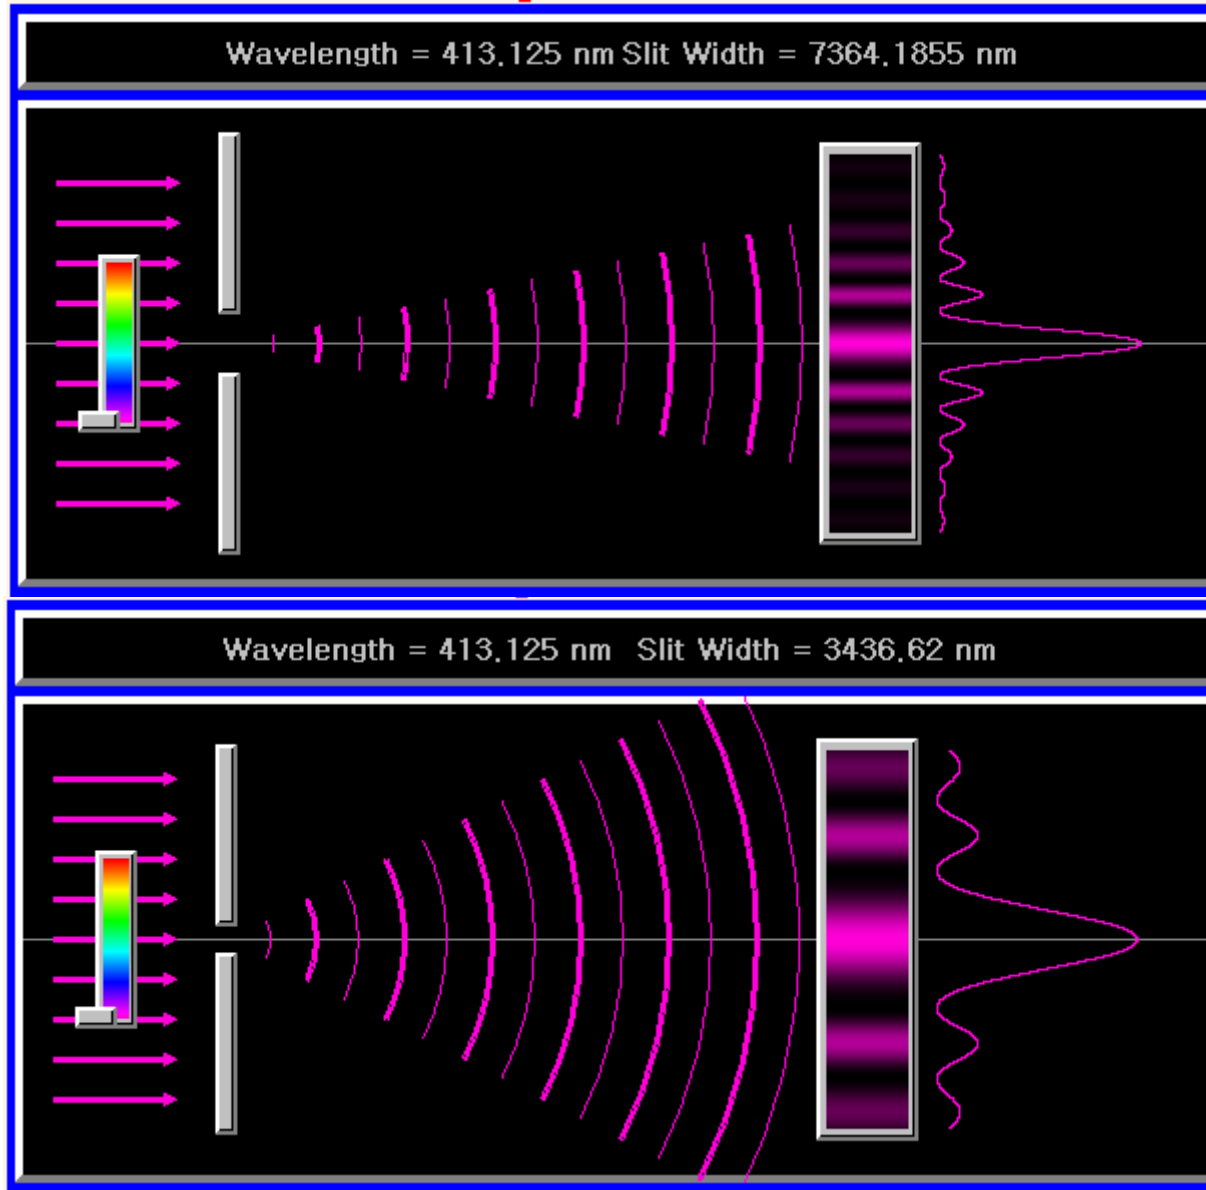 Wavelength = 413.125 nm Slit Width = 7364.1855 nm
Wavelength = 413.125 nm Slit Width = 3436.62 nm